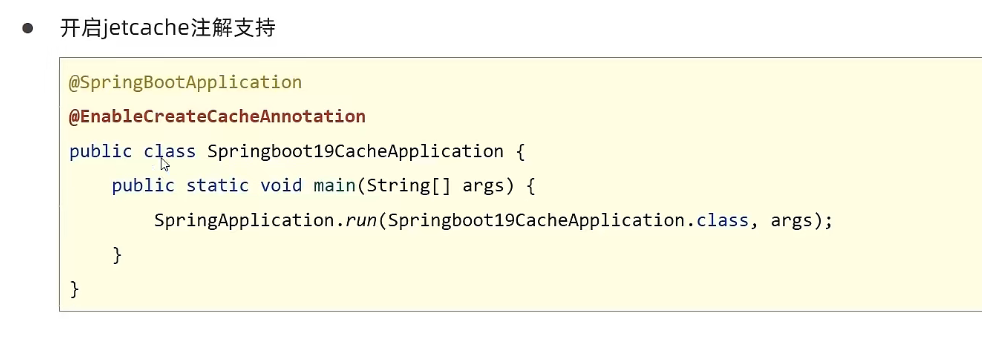 ● 开启jetcache注解支持
@SpringBootApplication
@EnableCreateCacheAnnotation
public class Springboot19CacheApplication {
    public static void main(String[] args) {
        SpringApplication.run(Springboot19CacheApplication.class, args);
    }
}